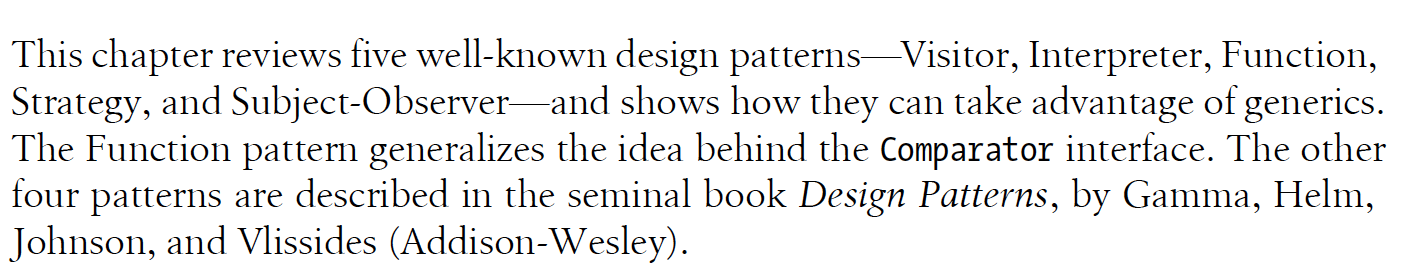 This chapter reviews five well-known design patterns—Visitor, Interpreter, Function,
Strategy, and Subject-Observer—and shows how they can take advantage of generics.
The Function pattern generalizes the idea behind the Comparator interface. The other
four patterns are described in the seminal book Design Patterns, by Gamma, Helm,
Johnson, and Vlissides (Addison-Wesley).